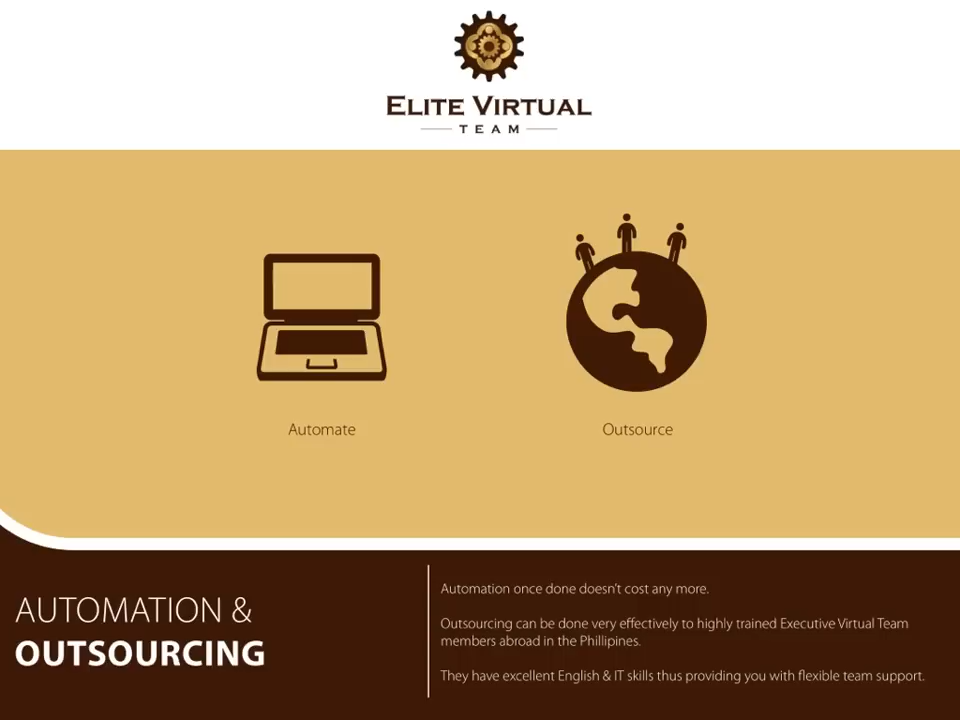 ELITE VIRTUAL
TEAM
Automate
Outsource
AUTOMATION &
OUTSOURCING
Automation once done doesn't cost any more.
Outsourcing can be done very effectively to highly trained Executive Virtual Team
members abroad in the Phillipines.
They have excellent English & IT skills thus providing you with flexible team support.